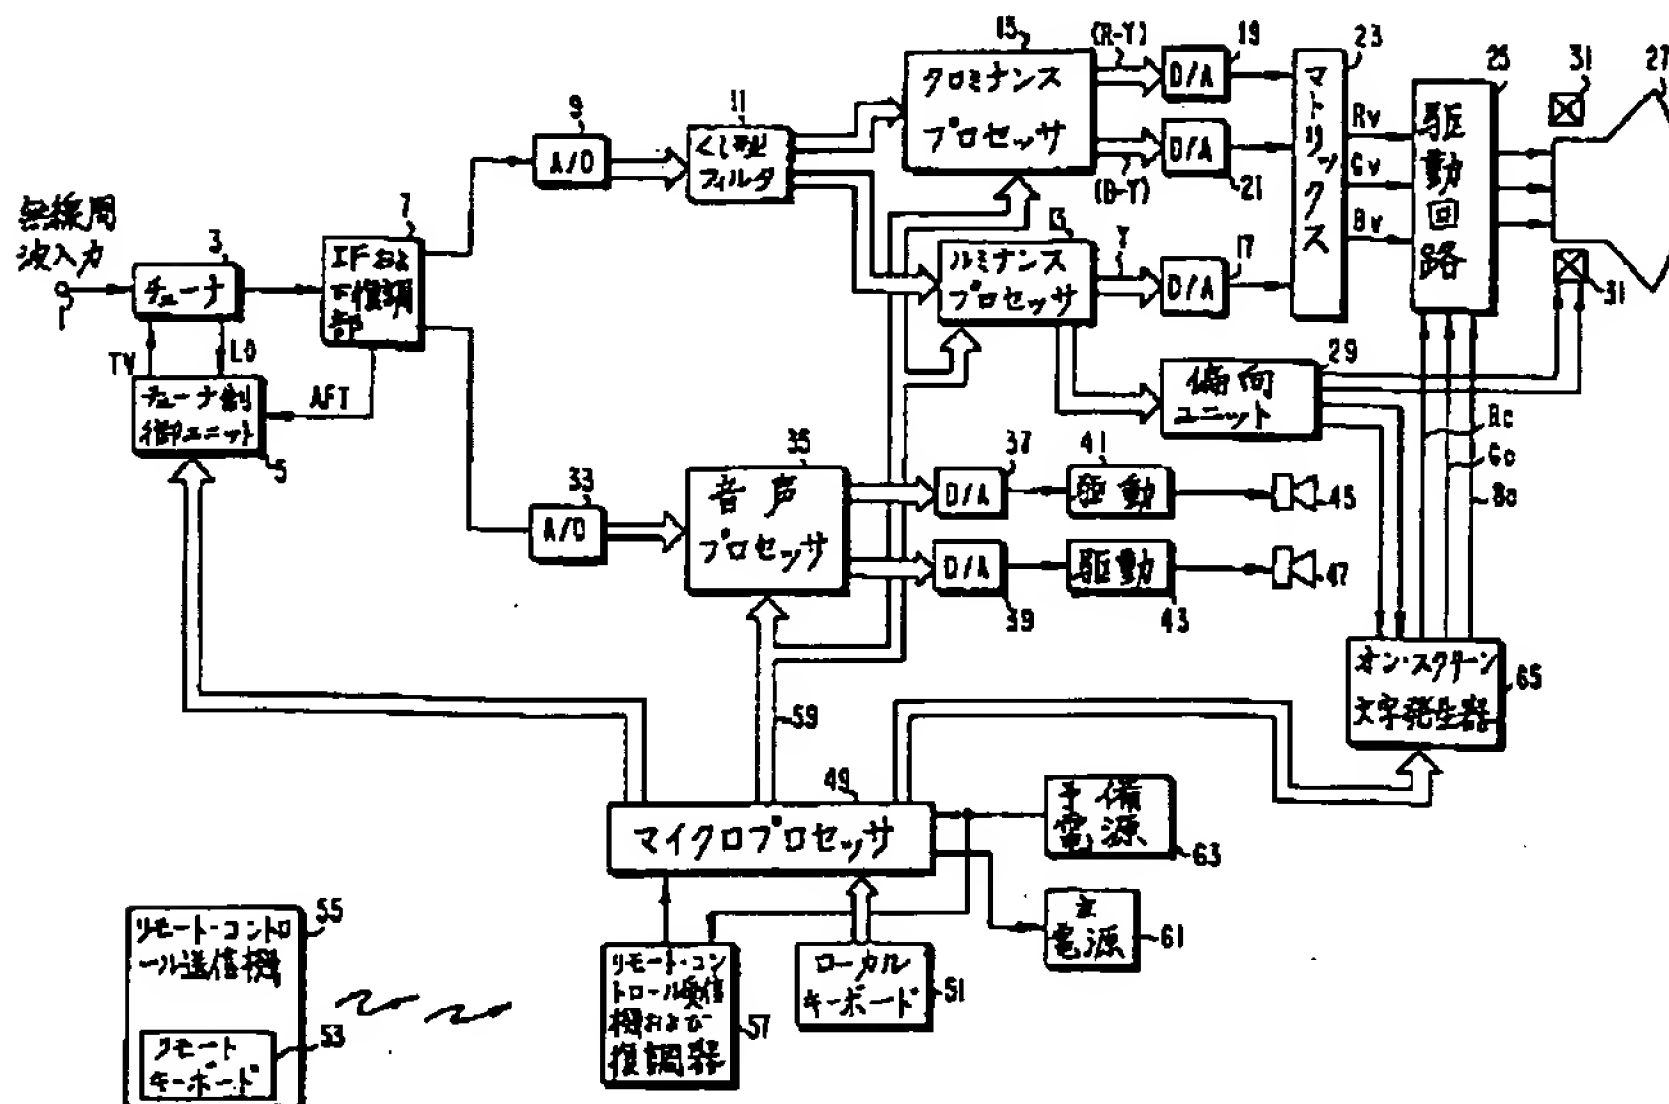 無線周
波入力
1
3
チューナ
TV
LO
チューナ制
御ユニット
5
AFT
7
IFおよ
び復調
部
9
A/D
11
くし型
フィルタ
15
クロミナンス
プロセッサ
(R-Y)
(B-Y)
D/A
19
D/A
21
13
ルミナンス
プロセッサ
Y
D/A
17
23
マトリックス
Rv
Gv
Bv
25
駆動回路
31
27
31
29
偏向
ユニット
Rc
Gc
Bc
33
A/D
35
音声
プロセッサ
37
D/A
D/A
39
41
駆動
駆動
43
45
47
オン・スクリーン
文字発生器
65
59
49
マイクロプロセッサ
予備
電源
63
主
電源
61
リモート・コントロ
ール送信機
55
リモート
キーボード
53
リモート・コン
トロール受信
機および
復調器
57
ローカル
キーボード
51